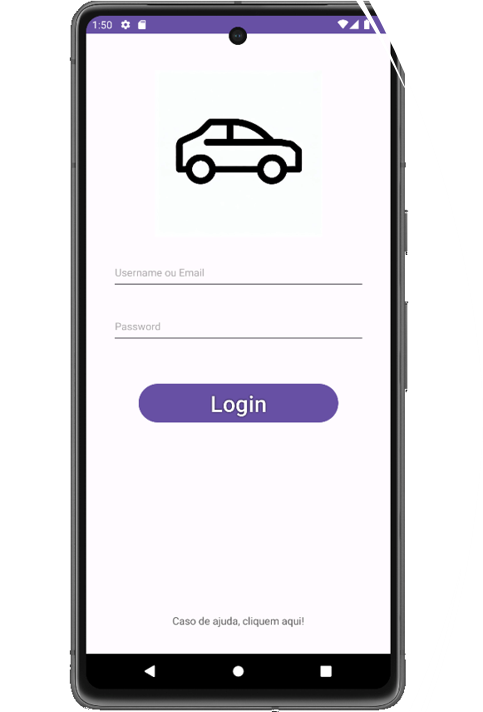 1:50
Username ou Email
Password
Login
Caso de ajuda, cliquem aqui!